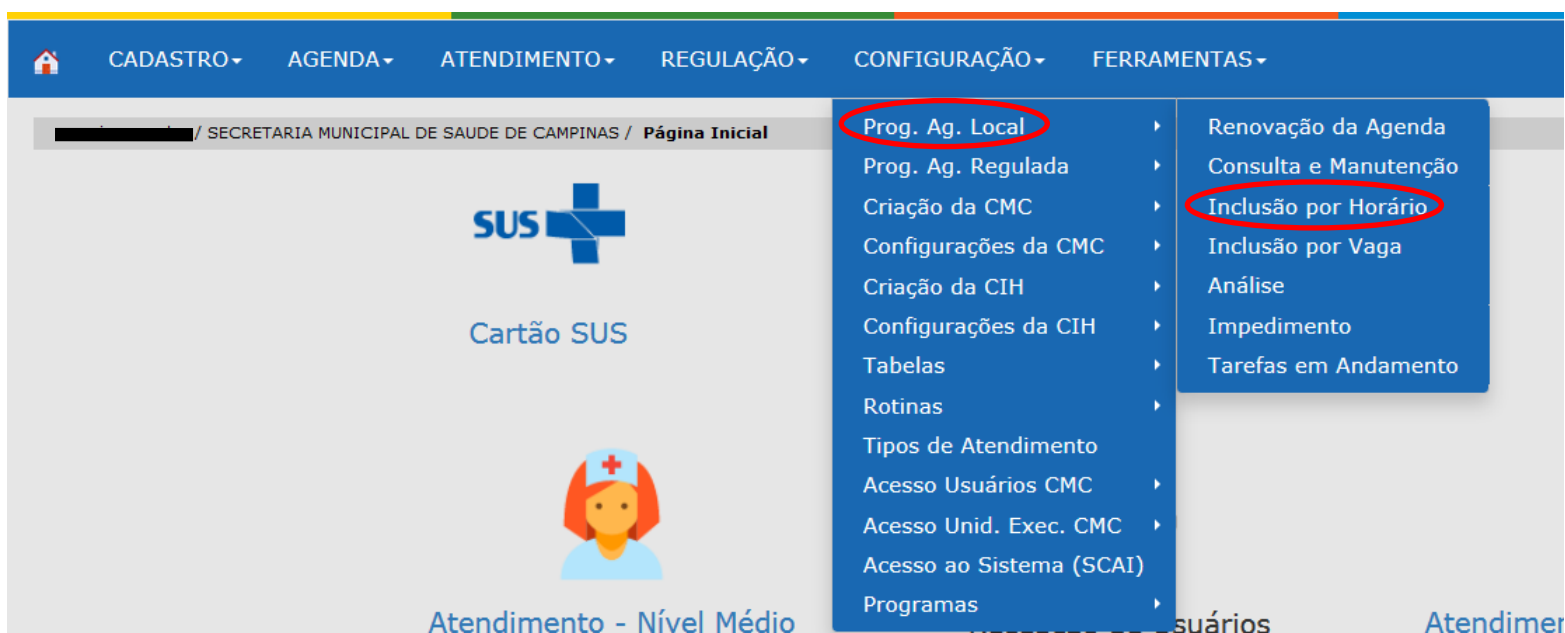 CADASTRO AGENDA ATENDIMENTO REGULAÇÃO CONFIGURAÇÃO FERRAMENTAS
/ SECRETARIA MUNICIPAL DE SAUDE DE CAMPINAS / Página Inicial
SUS
Cartão SUS
Atendimento - Nível Médio
Prog. Ag. Local
Prog. Ag. Regulada
Criação da CMC
Configurações da CMC
Criação da CIH
Configurações da CIH
Tabelas
Rotinas
Tipos de Atendimento
Acesso Usuários CMC
Acesso Unid. Exec. CMC
Acesso ao Sistema (SCAI)
Programas
Renovação da Agenda
Consulta e Manutenção
Inclusão por Horário
Inclusão por Vaga
Análise
Impedimento
Tarefas em Andamento
suários
Atendimen